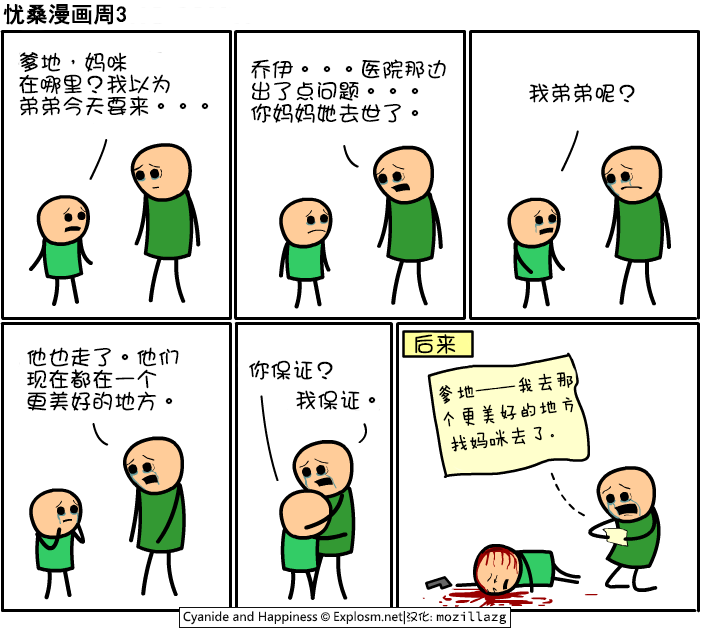 忧桑漫画周3
爹地，妈咪
在哪里？我以为
弟弟今天要来。。。
乔伊。。。医院那边
出了点问题。。。
你妈妈她去世了。
我弟弟呢？
他也走了。他们
现在都在一个
更美好的地方。
你保证？
我保证。
后来
爹地——我去那
个更美好的地方
找妈咪去了.
Cyanide and Happiness © Explosm.net|汉化: mozillazg